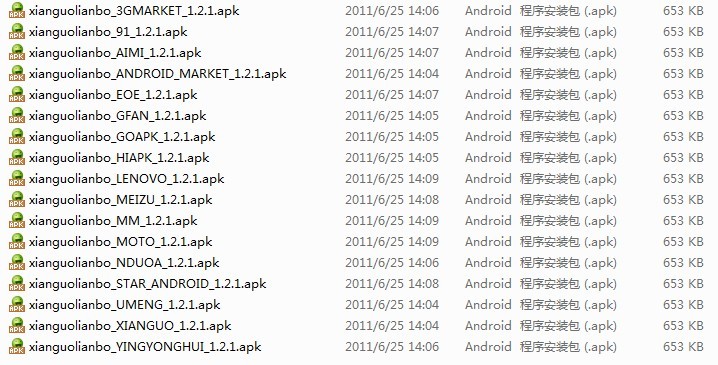 xianguolianbo_3GMARKET_1.2.1.apk 2011/6/25 14:06 Android 程序安装包 (.apk) 653 KB
xianguolianbo_91_1.2.1.apk 2011/6/25 14:07 Android 程序安装包 (.apk) 653 KB
xianguolianbo_AIMI_1.2.1.apk 2011/6/25 14:07 Android 程序安装包 (.apk) 653 KB
xianguolianbo_ANDROID_MARKET_1.2.1.apk 2011/6/25 14:04 Android 程序安装包 (.apk) 653 KB
xianguolianbo_EOE_1.2.1.apk 2011/6/25 14:07 Android 程序安装包 (.apk) 653 KB
xianguolianbo_GFAN_1.2.1.apk 2011/6/25 14:05 Android 程序安装包 (.apk) 653 KB
xianguolianbo_GOAPK_1.2.1.apk 2011/6/25 14:05 Android 程序安装包 (.apk) 653 KB
xianguolianbo_HIAPK_1.2.1.apk 2011/6/25 14:05 Android 程序安装包 (.apk) 653 KB
xianguolianbo_LENOVO_1.2.1.apk 2011/6/25 14:09 Android 程序安装包 (.apk) 653 KB
xianguolianbo_MEIZU_1.2.1.apk 2011/6/25 14:08 Android 程序安装包 (.apk) 653 KB
xianguolianbo_MM_1.2.1.apk 2011/6/25 14:09 Android 程序安装包 (.apk) 653 KB
xianguolianbo_MOTO_1.2.1.apk 2011/6/25 14:09 Android 程序安装包 (.apk) 653 KB
xianguolianbo_NDUOA_1.2.1.apk 2011/6/25 14:06 Android 程序安装包 (.apk) 653 KB
xianguolianbo_STAR_ANDROID_1.2.1.apk 2011/6/25 14:08 Android 程序安装包 (.apk) 653 KB
xianguolianbo_UMENG_1.2.1.apk 2011/6/25 14:04 Android 程序安装包 (.apk) 653 KB
xianguolianbo_XIANGUO_1.2.1.apk 2011/6/25 14:04 Android 程序安装包 (.apk) 653 KB
xianguolianbo_YINGYONGHUI_1.2.1.apk 2011/6/25 14:06 Android 程序安装包 (.apk) 653 KB